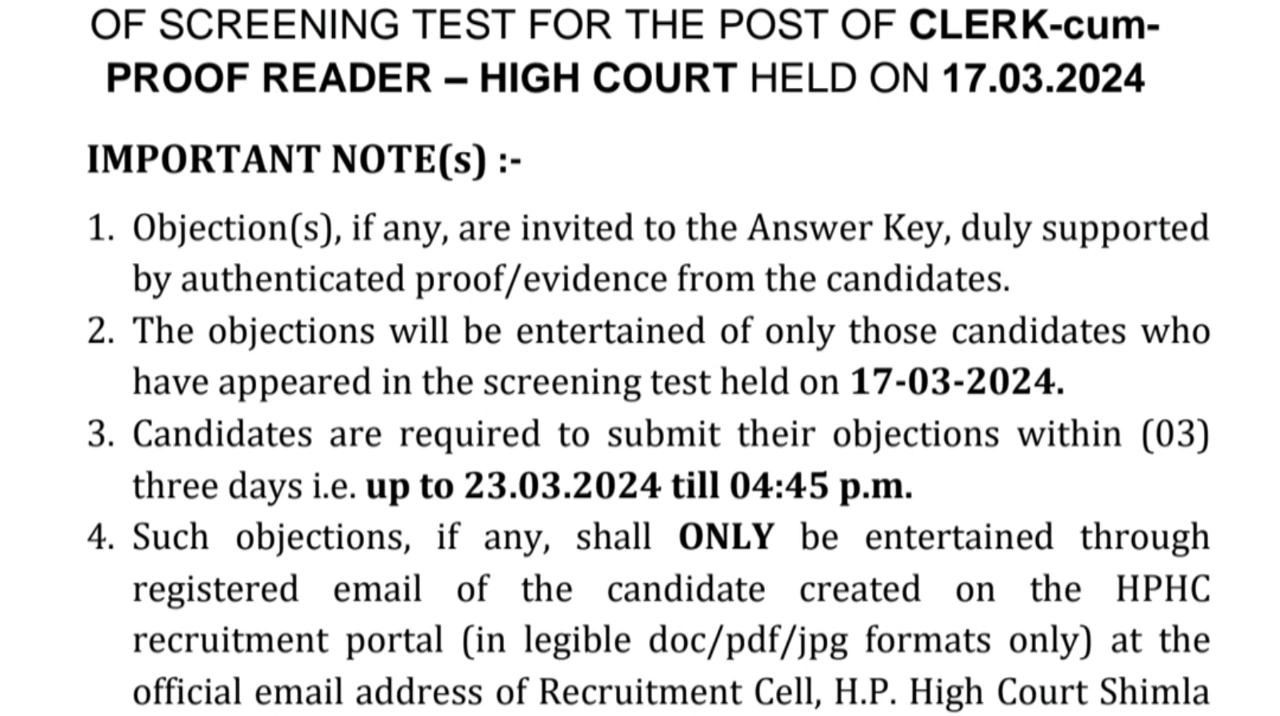 OF SCREENING TEST FOR THE POST OF CLERK-cum-
PROOF READER – HIGH COURT HELD ON 17.03.2024
IMPORTANT NOTE(s) :-
1. Objection(s), if any, are invited to the Answer Key, duly supported
by authenticated proof/evidence from the candidates.
2. The objections will be entertained of only those candidates who
have appeared in the screening test held on 17-03-2024.
3. Candidates are required to submit their objections within (03)
three days i.e. up to 23.03.2024 till 04:45 p.m.
4. Such objections, if any, shall ONLY be entertained through
registered email of the candidate created on the HPHC
recruitment portal (in legible doc/pdf/jpg formats only) at the
official email address of Recruitment Cell, H.P. High Court Shimla